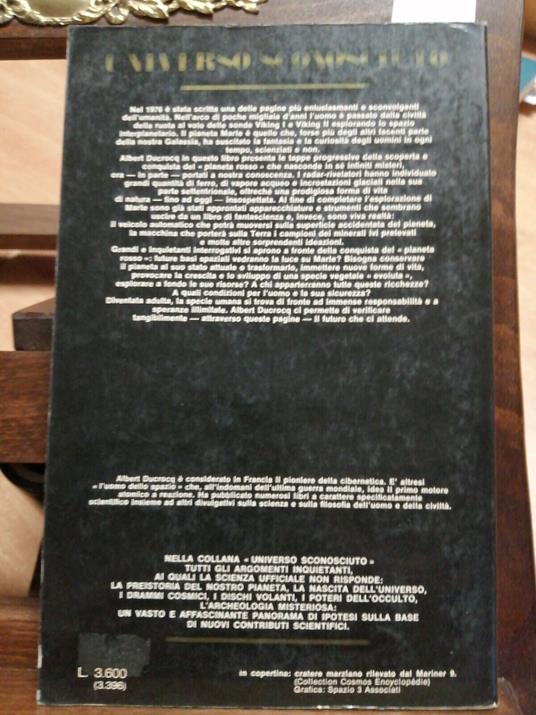 UNIVERSO SCONOSCIUTO
Nel 1976 è stata scritta una delle pagine più entusiasmanti e sconvolgenti
dell'umanità. Nell'arco di poche migliaia d'anni l'uomo è passato dalla civiltà
della ruota al volo delle sonde Viking I e Viking II esplorando lo spazio
interplanetario. Il pianeta Marte è quello che, forse più degli altri facenti parte
della nostra Galassia, ha suscitato la fantasia e la curiosità degli uomini in ogni
tempo, scienziati e non.
Albert Ducrocq in questo libro presenta le tappe progressive della scoperta e
conquista del « pianeta rosso » che nasconde in sé infiniti misteri,
ora — in parte — portati a nostra conoscenza. I radar-rivelatori hanno individuato
grandi quantità di ferro, di vapore acqueo e incrostazioni glaciali nella sua
parte settentrionale, oltreché una prodigiosa forma di vita
di natura — fino ad oggi — insospettata. Al fine di completare l'esplorazione di
Marte sono già stati approntati apparecchiature e strumenti che sembrano
uscire da un libro di fantascienza e, invece, sono viva realtà:
il veicolo automatico che potrà muoversi sulla superficie accidentata del pianeta,
la macchina che porterà sulla Terra i campioni dei minerali ivi prelevati
e molte altre sorprendenti ideazioni.
Grandi e inquietanti interrogativi si aprono a fronte della conquista del « pianeta
rosso »: future basi spaziali vedranno la luce su Marte? Bisogna conservare
il pianeta al suo stato attuale o trasformarlo, immettere nuove forme di vita,
provocare la crescita e lo sviluppo di una specie vegetale « evoluta »,
esplorare a fondo le sue risorse? A chi apparterranno tutte queste ricchezze?
A quali condizioni per l'uomo e la sua sicurezza?
Diventata adulta, la specie umana si trova di fronte ad immense responsabilità e a
speranze illimitate. Albert Ducrocq ci permette di verificare
tangibilmente — attraverso queste pagine — il futuro che ci attende.
Albert Ducrocq è considerato in Francia il pioniere della cibernetica. E' altresì
« l'uomo dello spazio » che, all'indomani dell'ultima guerra mondiale, ideò il primo motore
atomico a reazione. Ha pubblicato numerosi libri a carattere specificatamente
scientifico insieme ad altri divulgativi sulla scienza e sulla filosofia dell'uomo e della civiltà.
NELLA COLLANA « UNIVERSO SCONOSCIUTO »
TUTTI GLI ARGOMENTI INQUIETANTI,
AI QUALI LA SCIENZA UFFICIALE NON RISPONDE:
LA PREISTORIA DEL NOSTRO PIANETA, LA NASCITA DELL'UNIVERSO,
I DRAMMI COSMICI, I DISCHI VOLANTI, I POTERI DELL'OCCULTO,
L'ARCHEOLOGIA MISTERIOSA:
UN VASTO E AFFASCINANTE PANORAMA DI IPOTESI SULLA BASE
DI NUOVI CONTRIBUTI SCIENTIFICI.
L. 3.600
(3.396)
in copertina: cratere marziano rilevato dal Mariner 9.
(Collection Cosmos Encyclopédie)
Grafica: Spazio 3 Associati